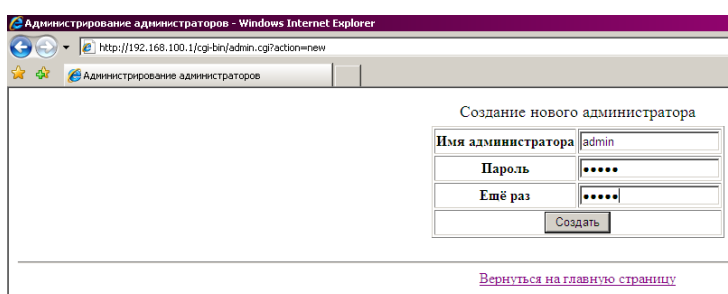 Администрирование администраторов - Windows Internet Explorer
http://192.168.100.1/cgi-bin/admin.cgi?action=new
Администрирование администраторов
Создание нового администратора
Имя администратора admin
Пароль •••••
Ещё раз •••••
Создать
Вернуться на главную страницу